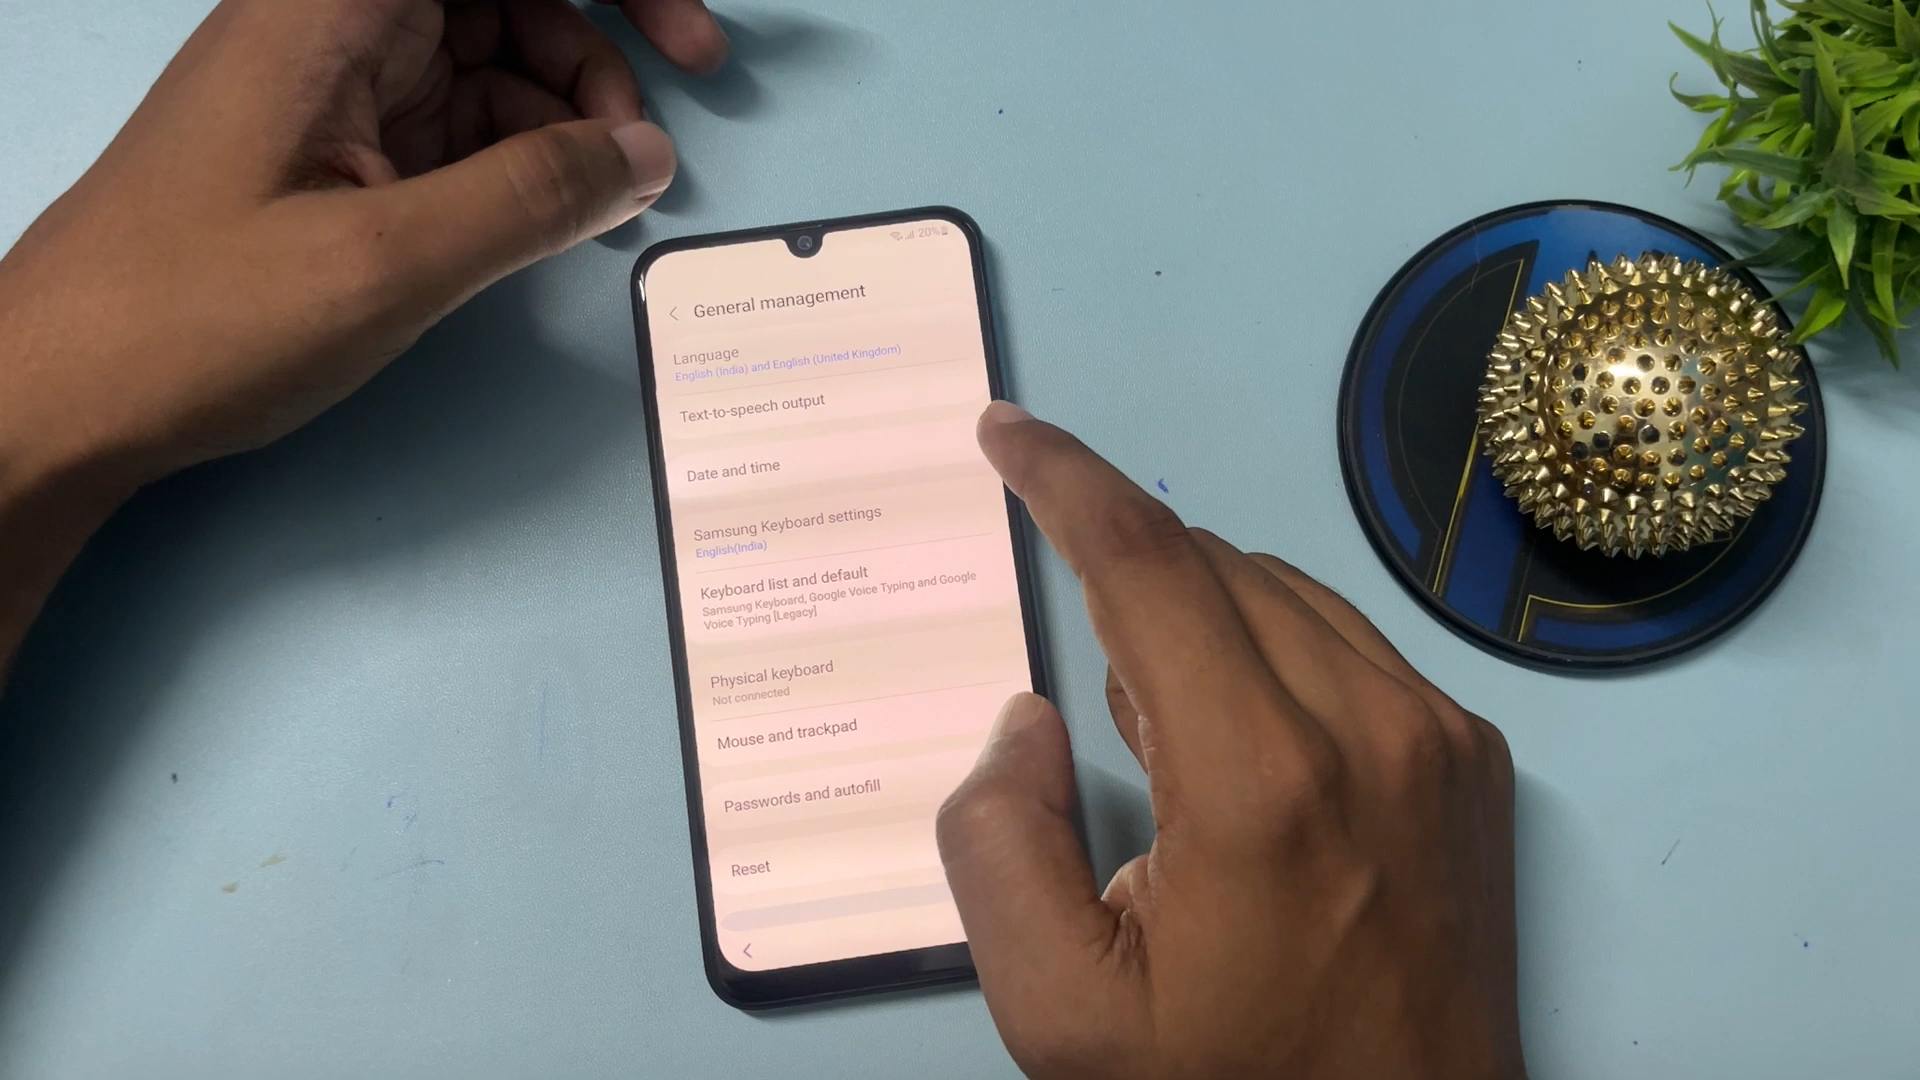 20%
General management
Language
English (India) and English (United Kingdom)
Text-to-speech output
Date and time
Samsung Keyboard settings
English(India)
Keyboard list and default
Samsung Keyboard, Google Voice Typing and Google
Voice Typing [Legacy]
Physical keyboard
Not connected
Mouse and trackpad
Passwords and autofill
Reset